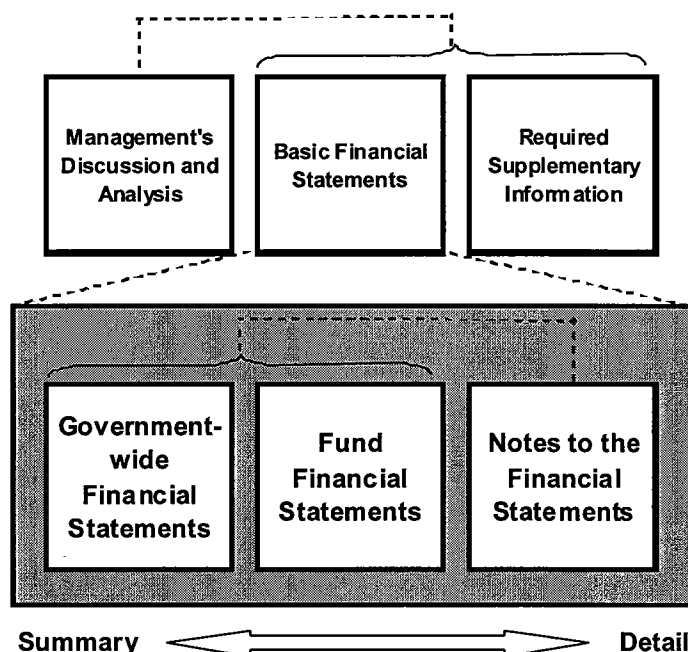 Management's
Discussion and
Analysis
Basic Financial
Statements
Required
Supplementary
Information
Government-
wide
Financial
Statements
Fund
Financial
Statements
Notes to the
Financial
Statements
Summary
Detail